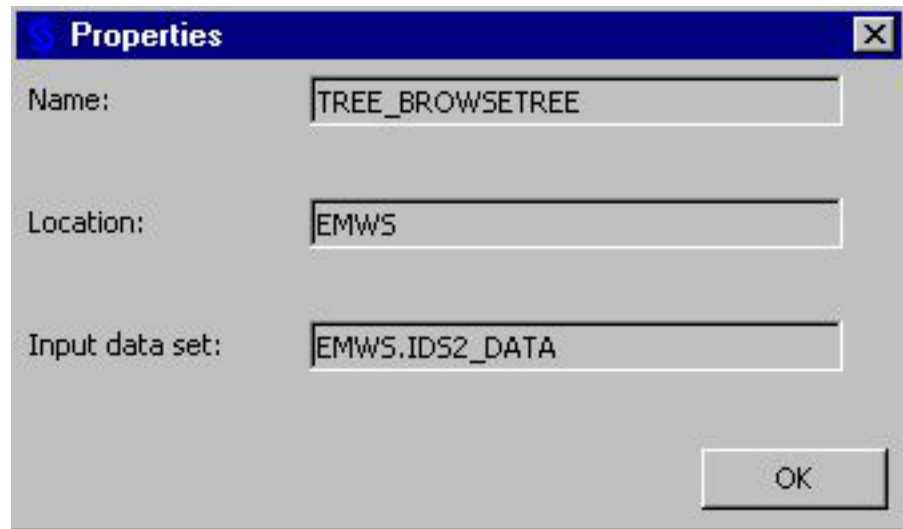 Properties
Name: TREE_BROWSETREE
Location: EMWS
Input data set: EMWS.IDS2_DATA
OK